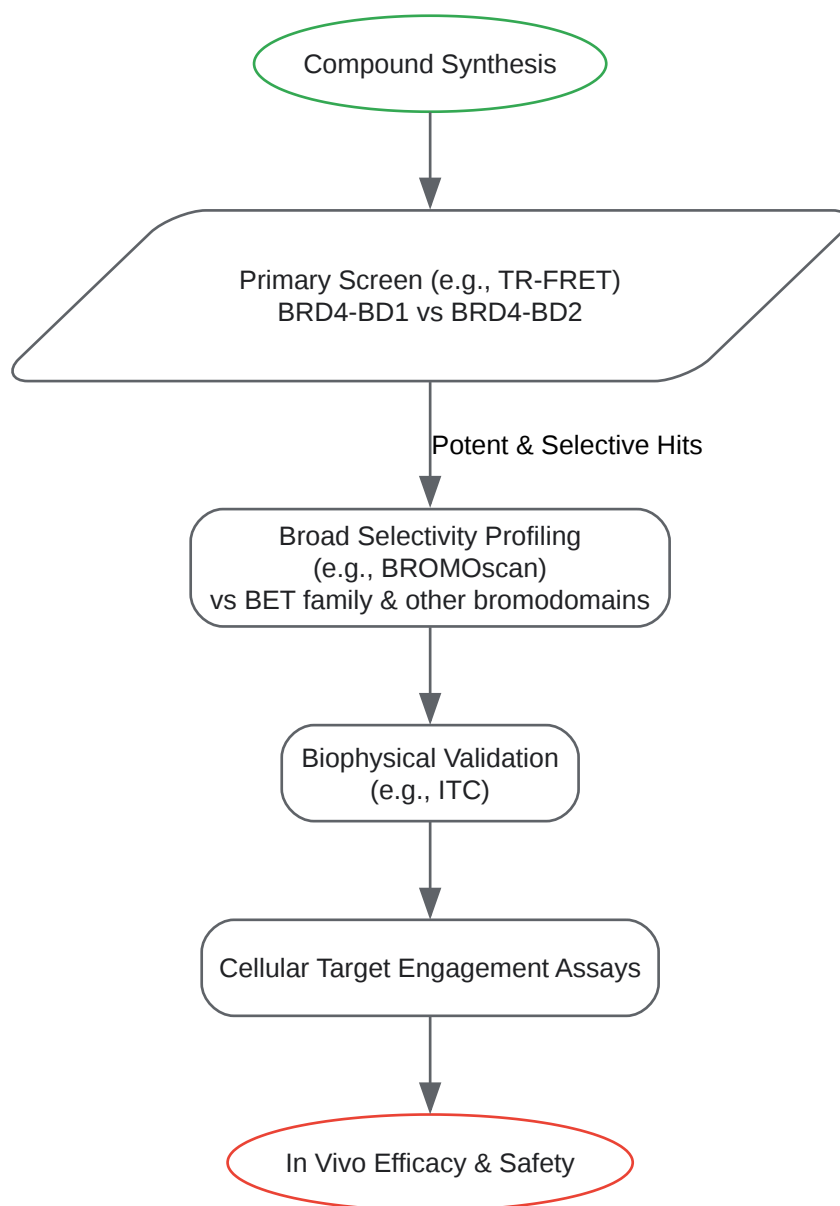 Compound Synthesis
Primary Screen (e.g., TR-FRET)
BRD4-BD1 vs BRD4-BD2
Potent & Selective Hits
Broad Selectivity Profiling
(e.g., BROMOscan)
vs BET family & other bromodomains
Biophysical Validation
(e.g., ITC)
Cellular Target Engagement Assays
In Vivo Efficacy & Safety